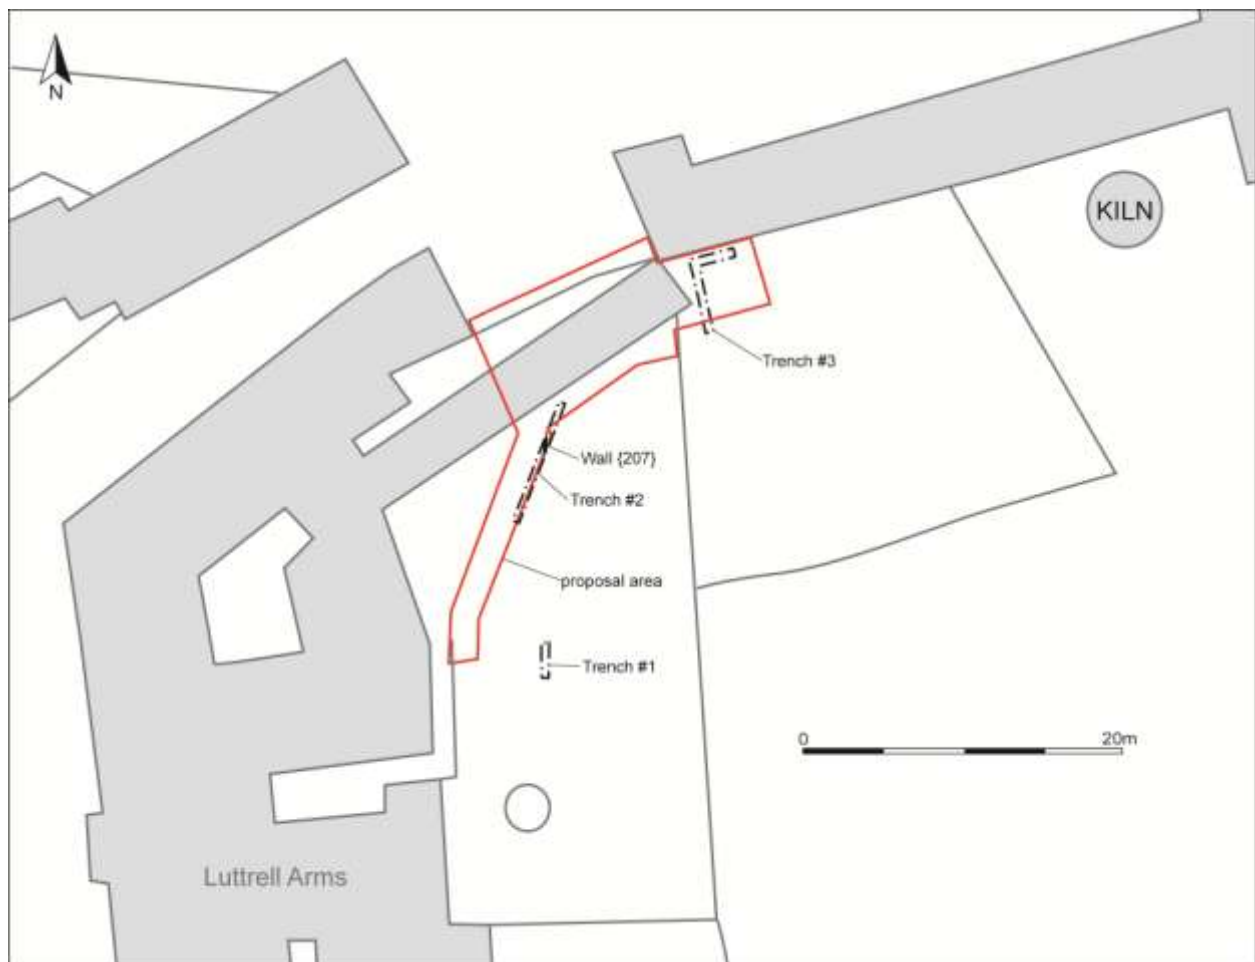 N
KILN
Trench #3
Wall {207}
Trench #2
proposal area
Trench #1
0 20m
Luttrell Arms